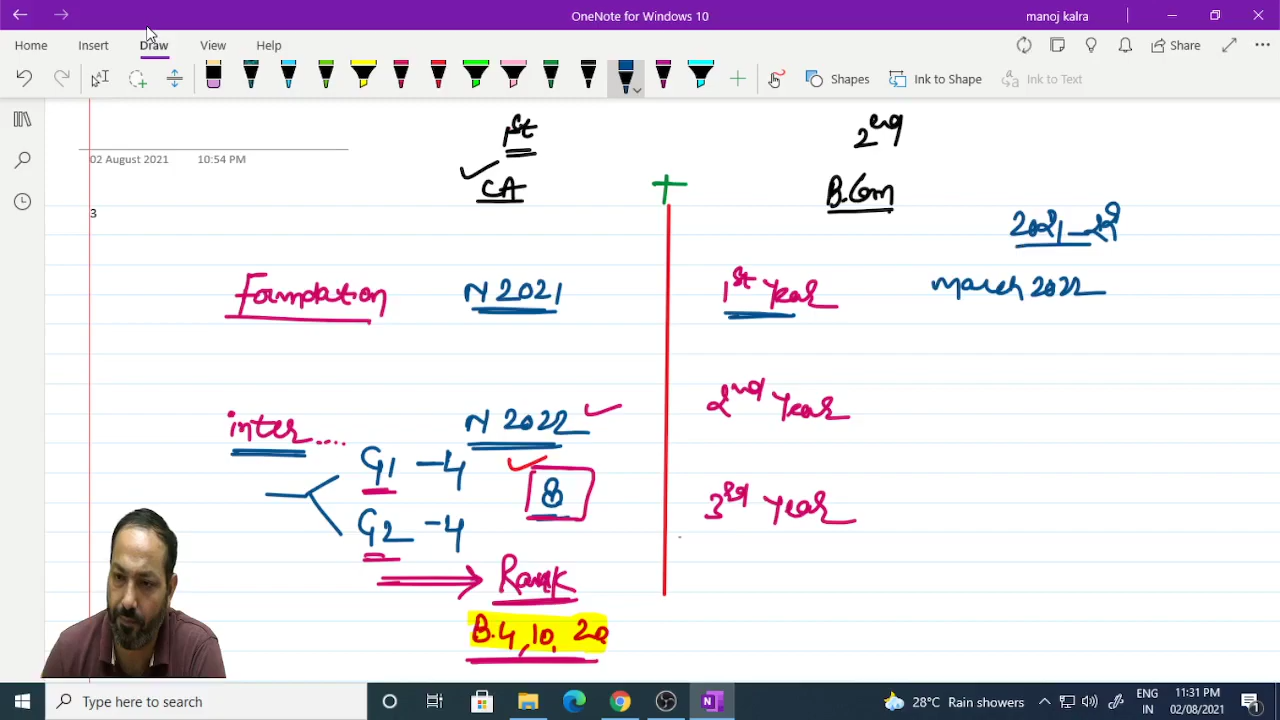 OneNote for Windows 10
manoj kalra
Home Insert Draw View Help
Share
Shapes Ink to Shape Ink to Text
02 August 2021 10:54 PM
3
1st
2nd
CA
+
B.Com
2021-22
Foundation N 2021
1st Year march 2022
inter.... N 2022
2nd Year
G1 -4
8
G2 -4
3rd Year
Rank
B.4, 10, 20
Type here to search
28°C Rain showers
ENG
IN
11:31 PM
02/08/2021
1